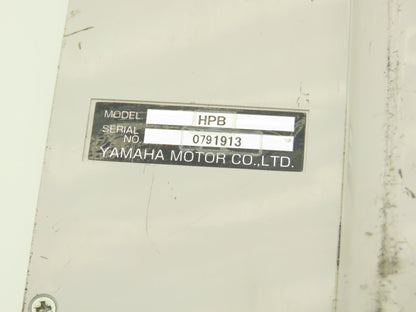 MODEL HPB
SERIAL NO. 0791913
YAMAHA MOTOR CO.,LTD.